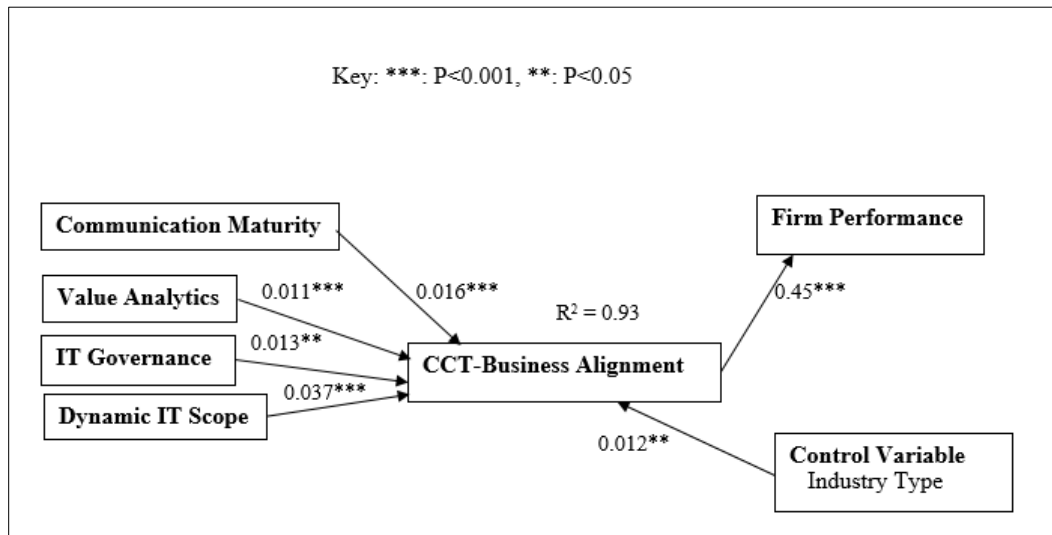 Key: ***: P<0.001, **: P<0.05
Communication Maturity
Firm Performance
Value Analytics
0.011***
0.016***
0.45***
R² = 0.93
IT Governance
0.013**
CCT-Business Alignment
0.037***
Dynamic IT Scope
0.012**
Control Variable
Industry Type